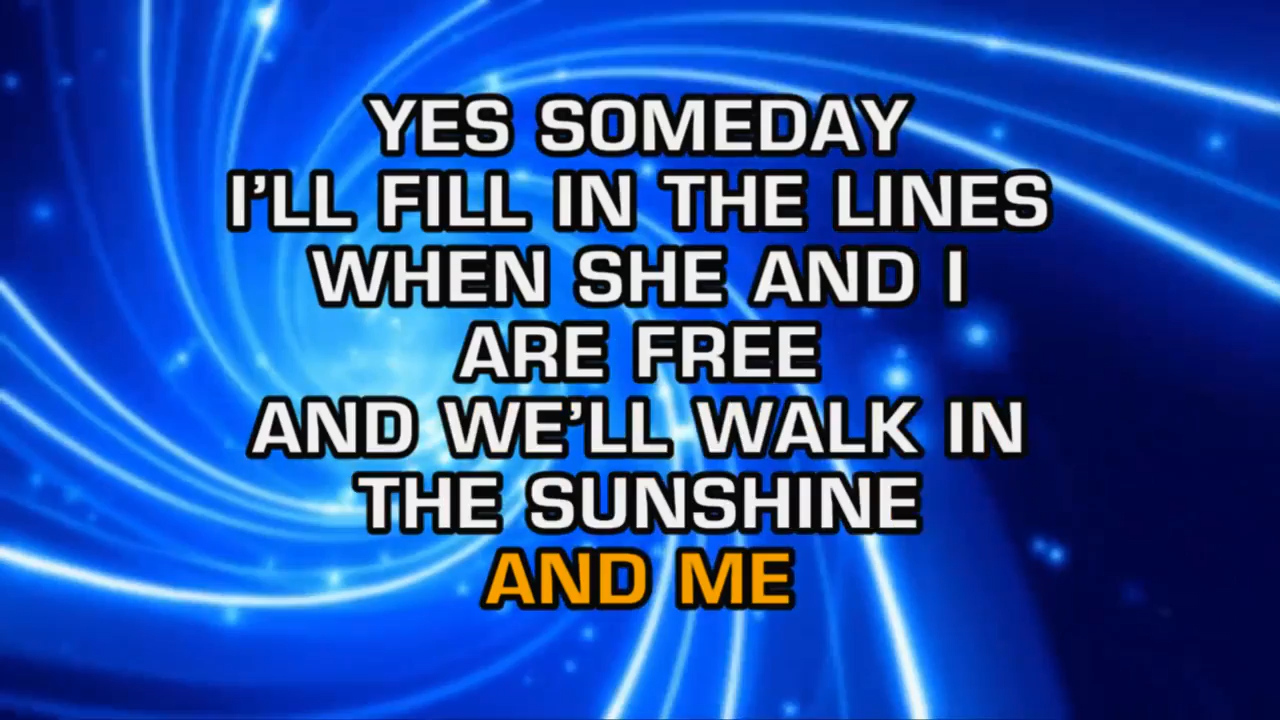 YES SOMEDAY
I’LL FILL IN THE LINES
WHEN SHE AND I
ARE FREE
AND WE’LL WALK IN
THE SUNSHINE
AND ME